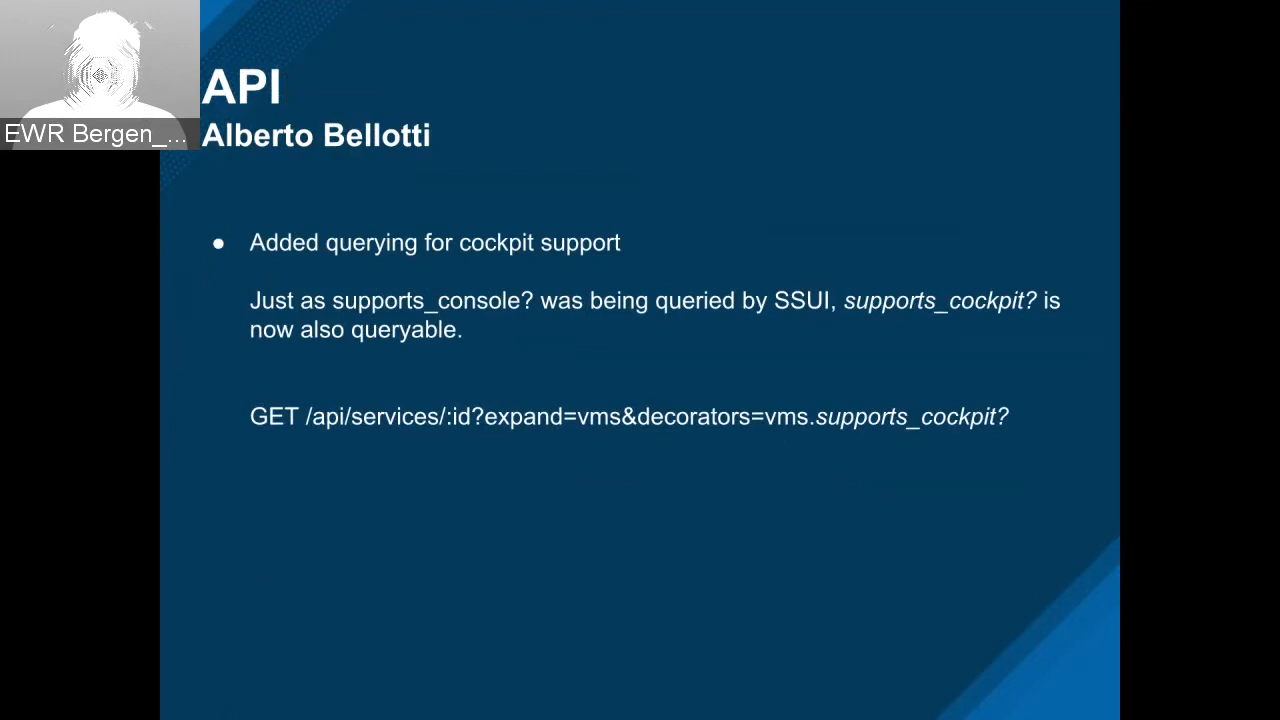 API
EWR Bergen_...
Alberto Bellotti
● Added querying for cockpit support
Just as supports_console? was being queried by SSUI, supports_cockpit? is
now also queryable.
GET /api/services/:id?expand=vms&decorators=vms.supports_cockpit?